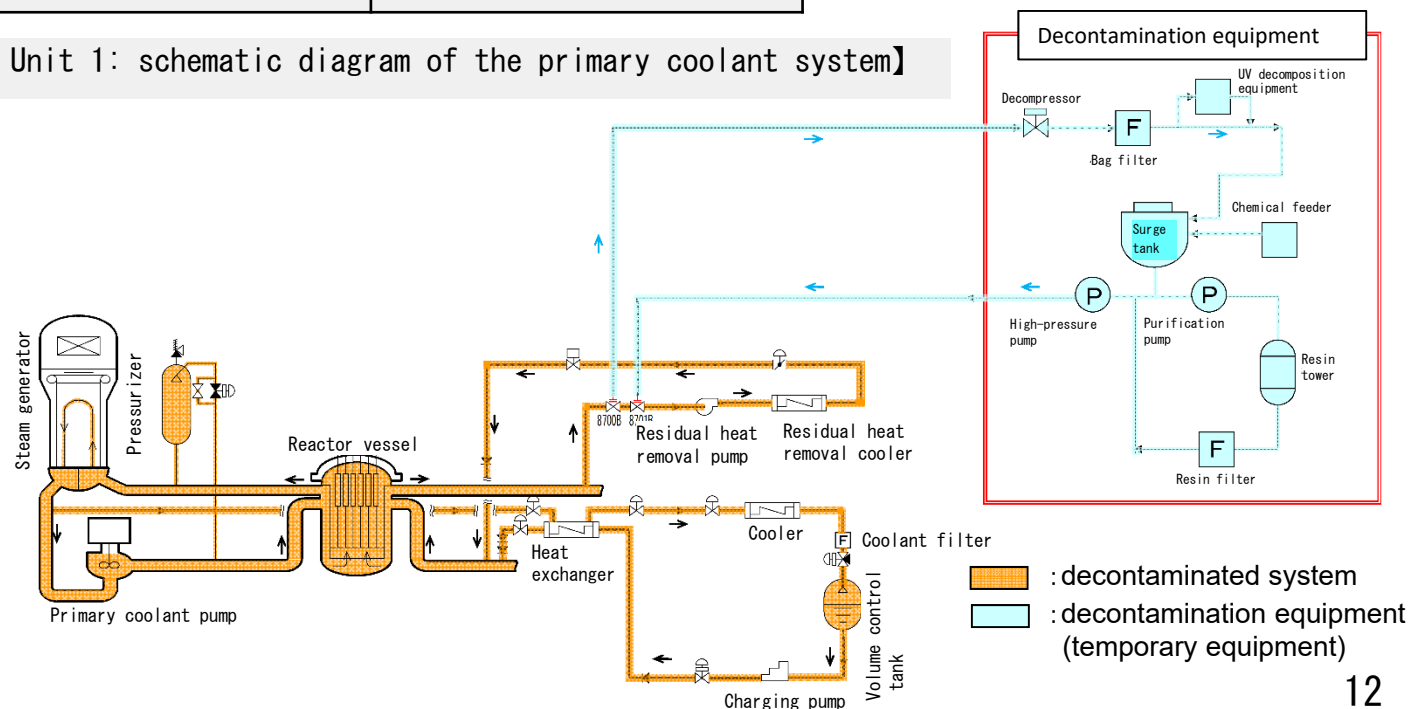 Decontamination equipment
Unit 1: schematic diagram of the primary coolant system】
UV decomposition
equipment
Decompressor
F
Bag filter
Chemical feeder
Surge
tank
P
P
High-pressure
pump
Purification
pump
Resin
tower
F
Resin filter
Steam generator
Pressurizer
Reactor vessel
8700B
8701B
Residual heat
removal pump
Residual heat
removal cooler
Heat
exchanger
Cooler
F
Coolant filter
Volume control
tank
Primary coolant pump
Charging pump
:decontaminated system
:decontamination equipment
(temporary equipment)
12